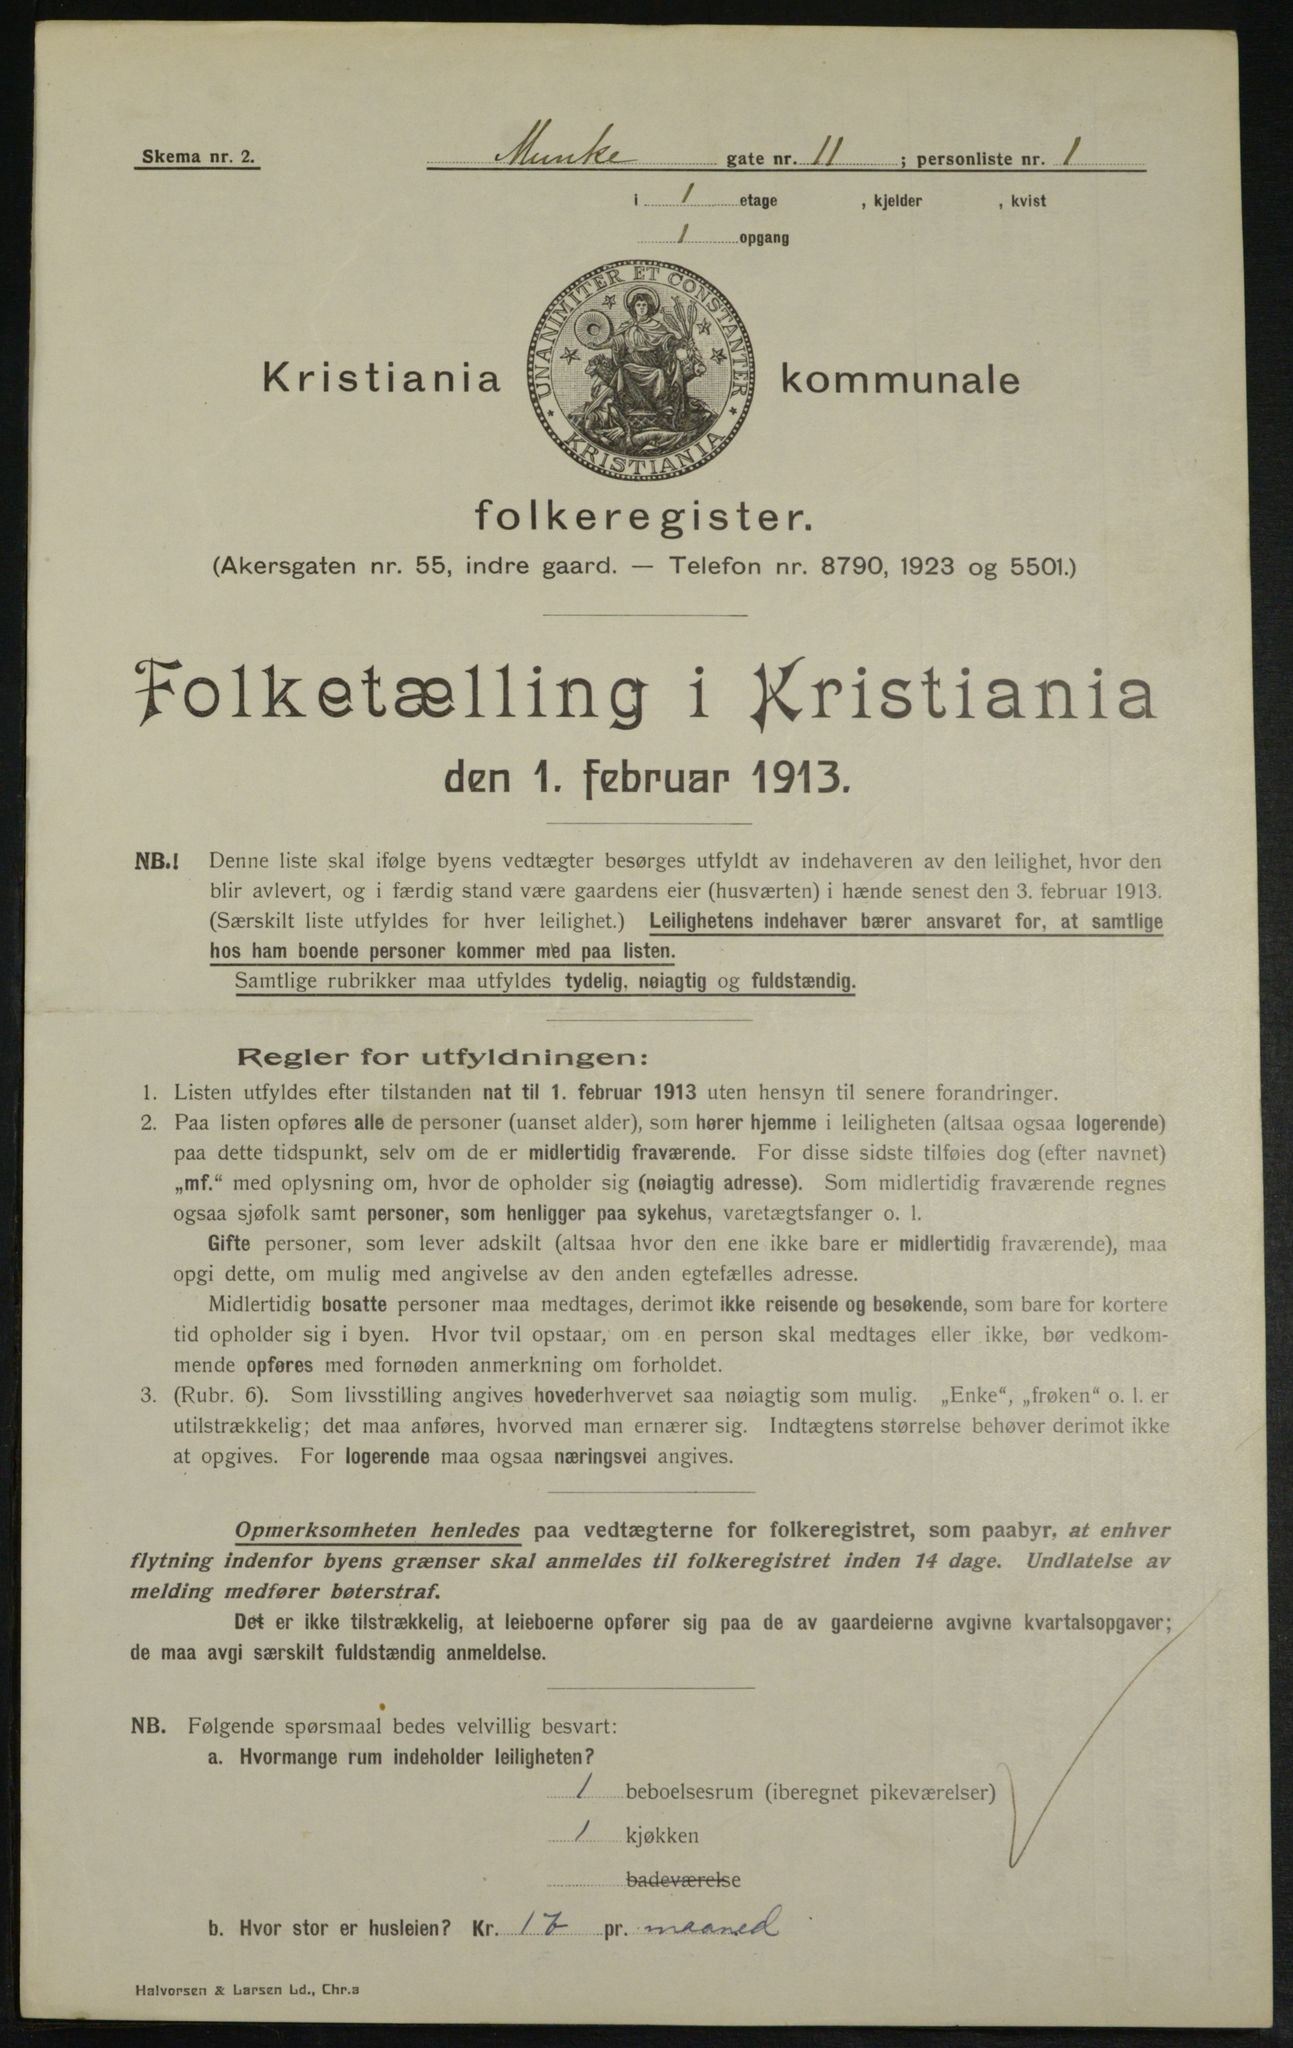 Skema nr. 2.
Munke gate nr. 11 ; personliste nr. 1
i 1 etage , kjelder , kvist
1 opgang
UNANIMITER ET CONSTANTER
KRISTIANIA
Kristiania kommunale
folkeregister.
(Akersgaten nr. 55, indre gaard. — Telefon nr. 8790, 1923 og 5501.)
Folketælling i Kristiania
den 1. februar 1913.
NB.! Denne liste skal ifølge byens vedtægter besørges utfyldt av indehaveren av den leilighet, hvor den
blir avlevert, og i færdig stand være gaardens eier (husværten) i hænde senest den 3. februar 1913.
(Særskilt liste utfyldes for hver leilighet.) Leilighetens indehaver bærer ansvaret for, at samtlige
hos ham boende personer kommer med paa listen.
Samtlige rubrikker maa utfyldes tydelig, nøiagtig og fuldstændig.
Regler for utfyldningen:
1. Listen utfyldes efter tilstanden nat til 1. februar 1913 uten hensyn til senere forandringer.
2. Paa listen opføres alle de personer (uanset alder), som hører hjemme i leiligheten (altsaa ogsaa logerende)
paa dette tidspunkt, selv om de er midlertidig fraværende. For disse sidste tilføies dog (efter navnet)
„mf.“ med oplysning om, hvor de opholder sig (nøiagtig adresse). Som midlertidig fraværende regnes
ogsaa sjøfolk samt personer, som henligger paa sykehus, varetægtsfanger o. l.
Gifte personer, som lever adskilt (altsaa hvor den ene ikke bare er midlertidig fraværende), maa
opgi dette, om mulig med angivelse av den anden egtefælles adresse.
Midlertidig bosatte personer maa medtages, derimot ikke reisende og besøkende, som bare for kortere
tid opholder sig i byen. Hvor tvil opstaar, om en person skal medtages eller ikke, bør vedkom-
mende opføres med fornøden anmerkning om forholdet.
3. (Rubr. 6). Som livsstilling angives hovederhvervet saa nøiagtig som mulig. „Enke“, „frøken“ o. l. er
utilstrækkelig; det maa anføres, hvorved man ernærer sig. Indtægtens størrelse behøver derimot ikke
at opgives. For logerende maa ogsaa næringsvei angives.
Opmerksomheten henledes paa vedtægterne for folkeregistret, som paabyr, at enhver
flytning indenfor byens grænser skal anmeldes til folkeregistret inden 14 dage. Undlatelse av
melding medfører bøterstraf.
Det er ikke tilstrækkelig, at leieboerne opfører sig paa de av gaardeierne avgivne kvartalsopgaver;
de maa avgi særskilt fuldstændig anmeldelse.
NB. Følgende spørsmaal bedes velvillig besvart:
a. Hvormange rum indeholder leiligheten?
1 beboelsesrum (iberegnet pikeværelser)
1 kjøkken
badeværelse
b. Hvor stor er husleien? Kr. pr. maaned
Halvorsen & Larsen Ld., Chr.a